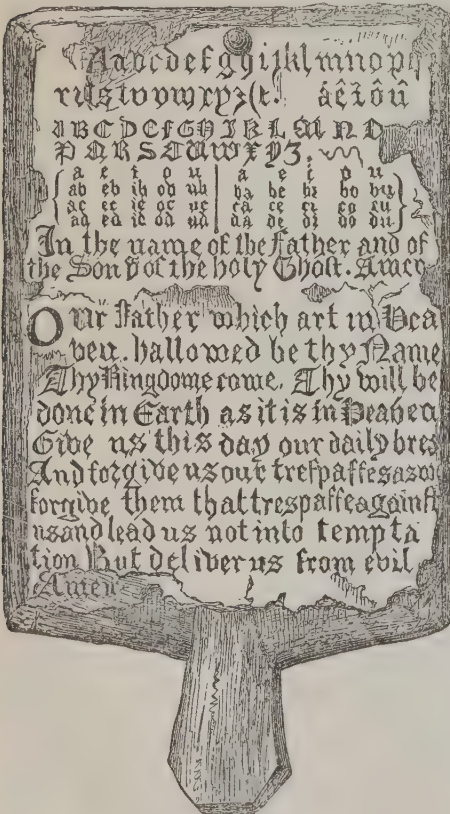 Aabcdefghijklmnopq
rſstuvwxyz&c. áêîôû
ABCDEFGHIKLMND
PQRSTUWXYZ.
a e i o u | a e i o u
ab eb ib ob ub | ba be bi bo bu
ac ec ic oc uc | ca ce ci co cu
ad ed id od ud | da de di do du
In the name of the Father and of
the Son & of the holy Ghoſt. Amen
Our Father which art in Hea
ven. hallowed be thy Name
Thy Kingdome come. Thy will be
done in Earth as it is in Heaven
Give us this day our daily bred
And forgive us our treſpaſſes as we
forgive them that treſpaſſe againſt
us and lead us not into tempta
tion But deliver us from evil
Amen